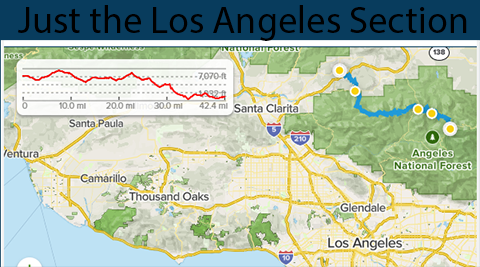 Just the Los Angeles Section
National Forest
138
7,070 ft
0
10.0 mi
20.0 mi
30.0 mi
42.4 mi
Santa Clarita
Santa Paula
5
210
Ventura
Angeles
National Forest
Camarillo
Thousand Oaks
Glendale
Los Angeles
10